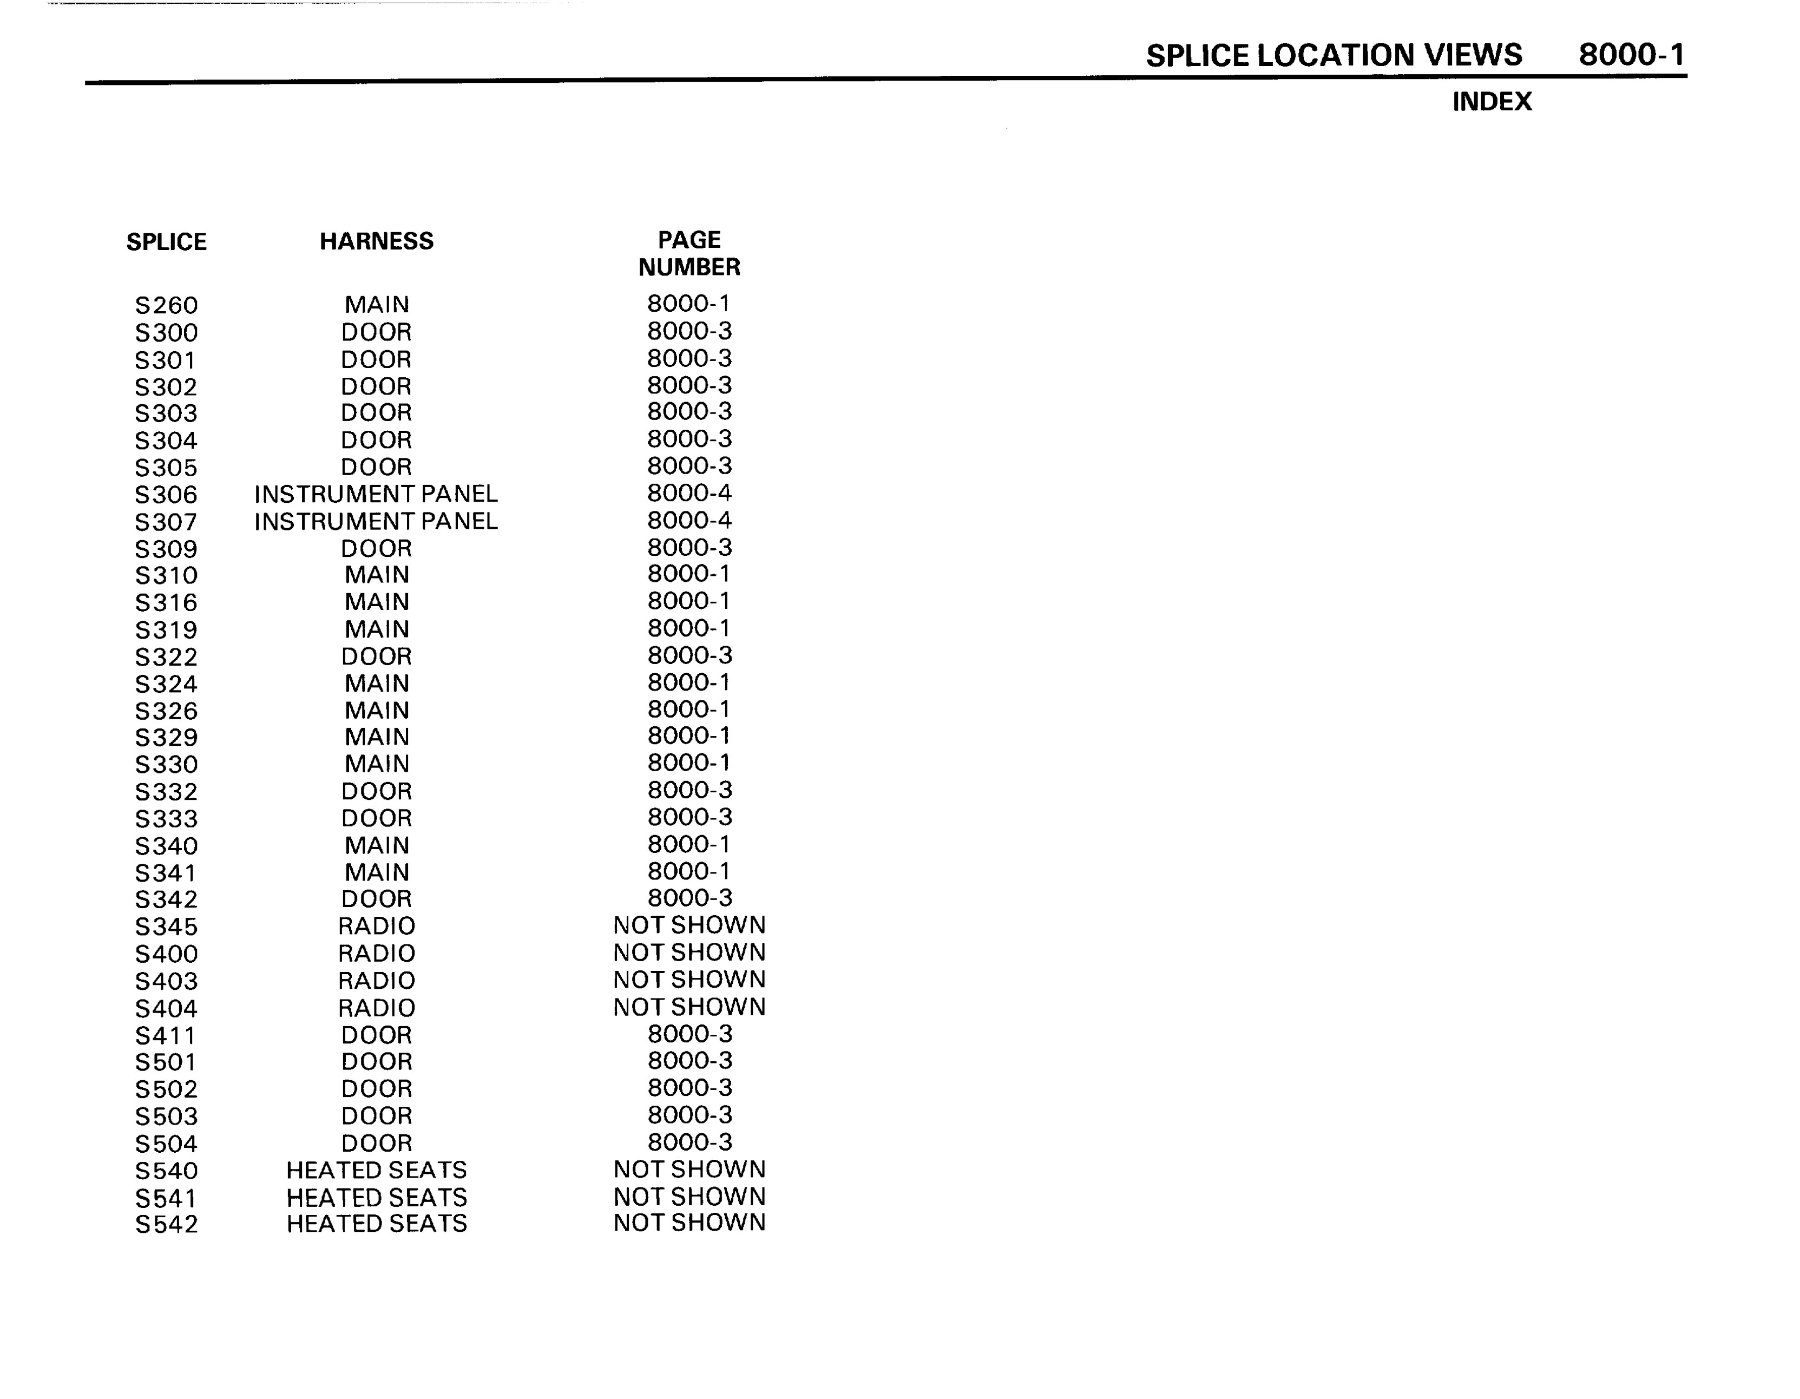 SPLICE LOCATION VIEWS 8000-1
INDEX
SPLICE HARNESS PAGE
NUMBER
S260 MAIN 8000-1
S300 DOOR 8000-3
S301 DOOR 8000-3
S302 DOOR 8000-3
S303 DOOR 8000-3
S304 DOOR 8000-3
S305 DOOR 8000-3
S306 INSTRUMENT PANEL 8000-4
S307 INSTRUMENT PANEL 8000-4
S309 DOOR 8000-3
S310 MAIN 8000-1
S316 MAIN 8000-1
S319 MAIN 8000-1
S322 DOOR 8000-3
S324 MAIN 8000-1
S326 MAIN 8000-1
S329 MAIN 8000-1
S330 MAIN 8000-1
S332 DOOR 8000-3
S333 DOOR 8000-3
S340 MAIN 8000-1
S341 MAIN 8000-1
S342 DOOR 8000-3
S345 RADIO NOT SHOWN
S400 RADIO NOT SHOWN
S403 RADIO NOT SHOWN
S404 RADIO NOT SHOWN
S411 DOOR 8000-3
S501 DOOR 8000-3
S502 DOOR 8000-3
S503 DOOR 8000-3
S504 DOOR 8000-3
S540 HEATED SEATS NOT SHOWN
S541 HEATED SEATS NOT SHOWN
S542 HEATED SEATS NOT SHOWN